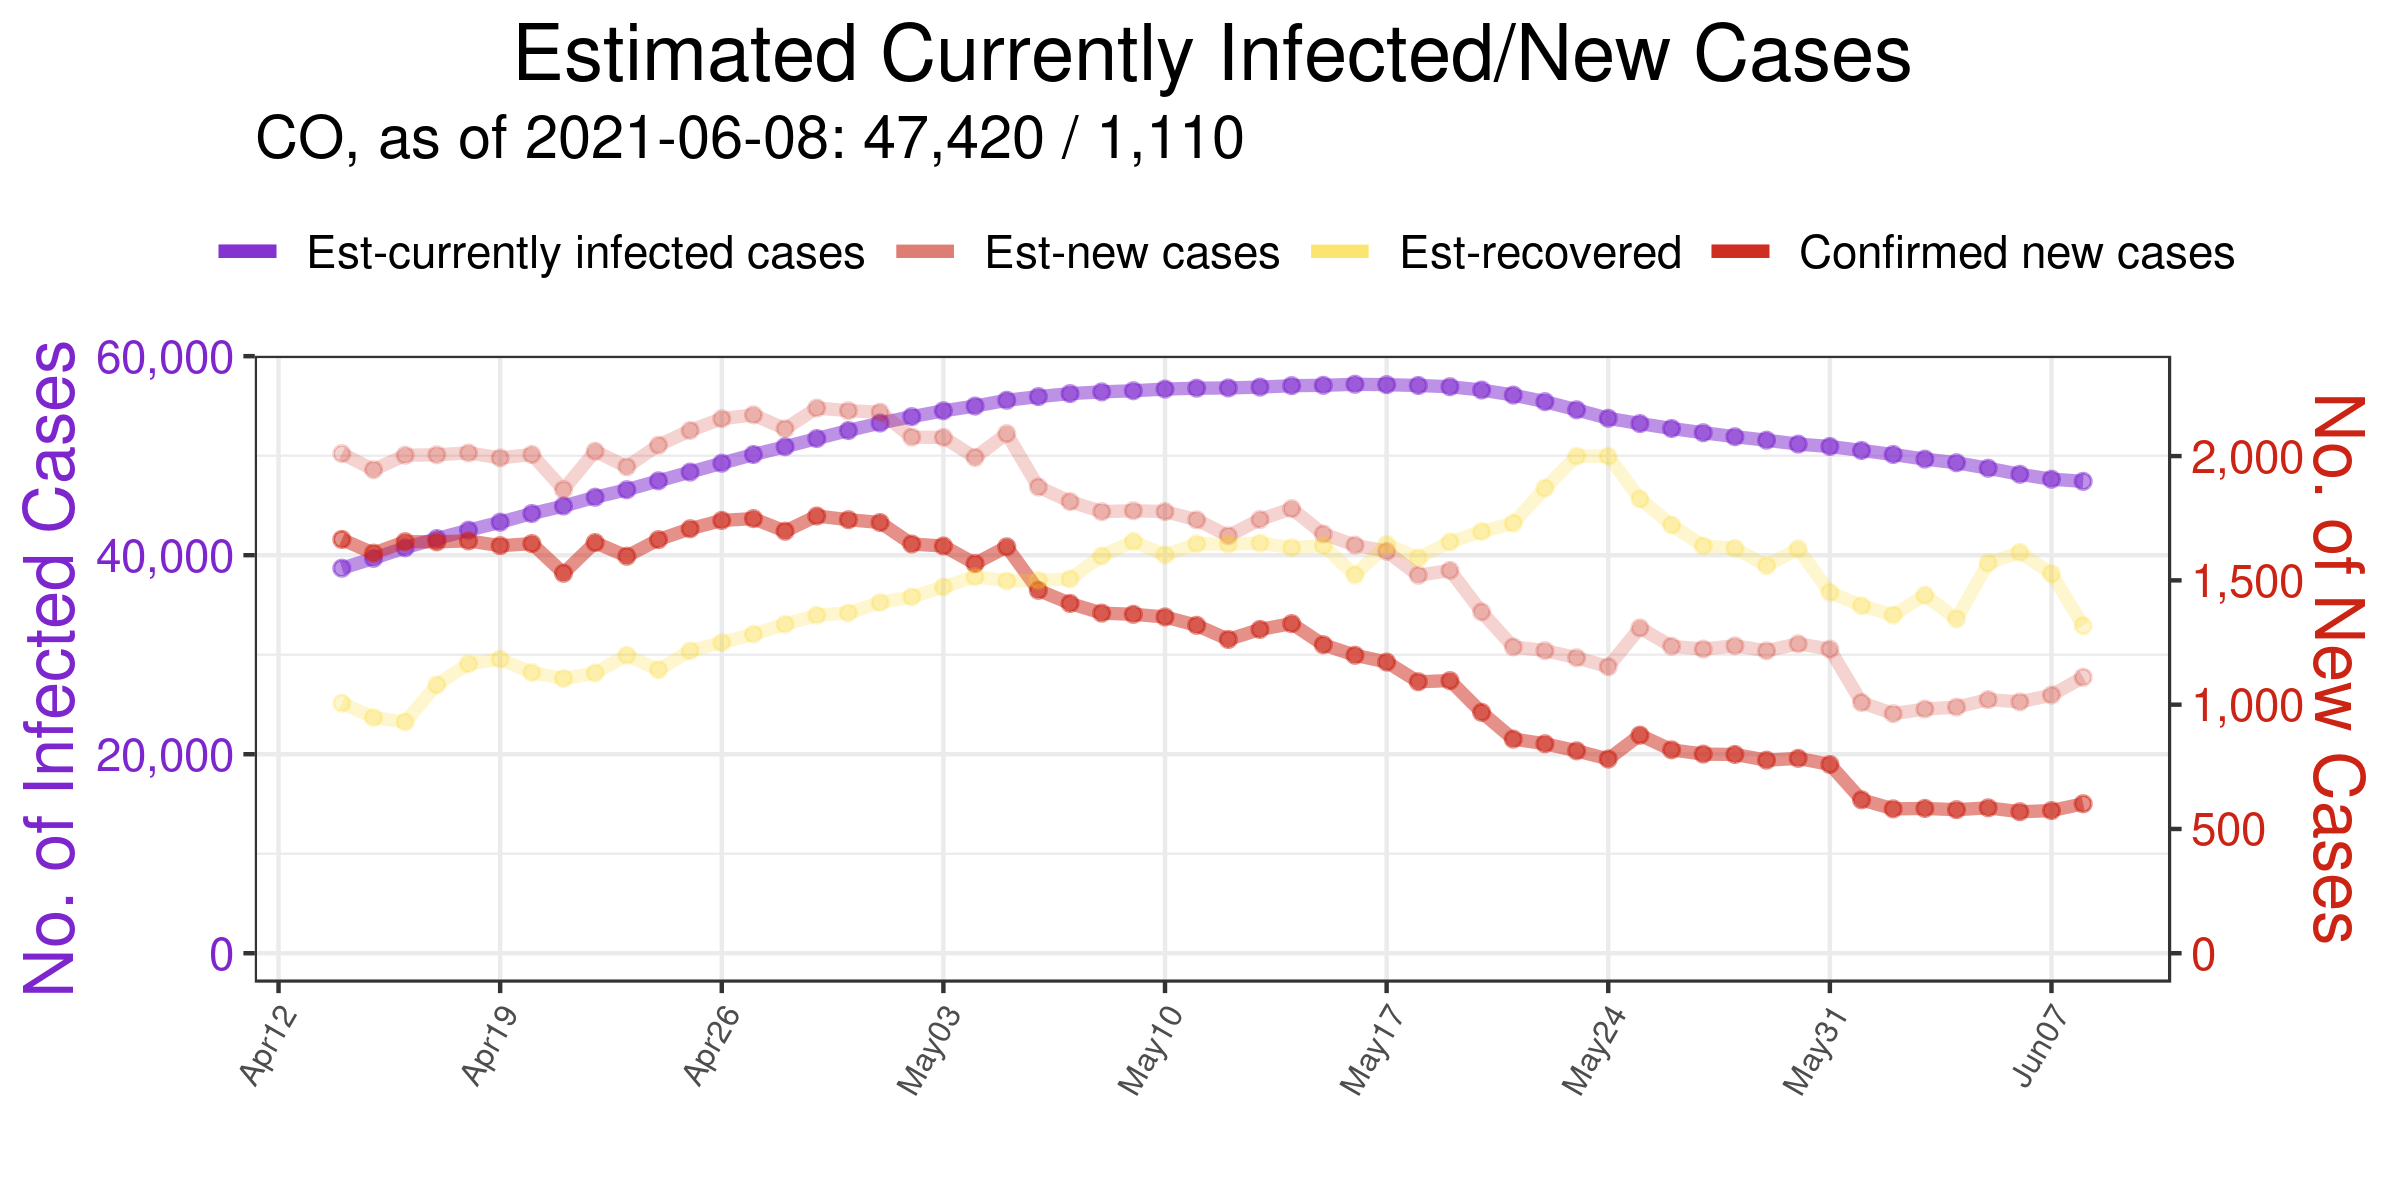 Estimated Currently Infected/New Cases
CO, as of 2021-06-08: 47,420 / 1,110
Est-currently infected cases Est-new cases Est-recovered Confirmed new cases
No. of Infected Cases
60,000
40,000
20,000
0
2,000
1,500
1,000
500
0
No. of New Cases
Apr12 Apr19 Apr26 May03 May10 May17 May24 May31 Jun07